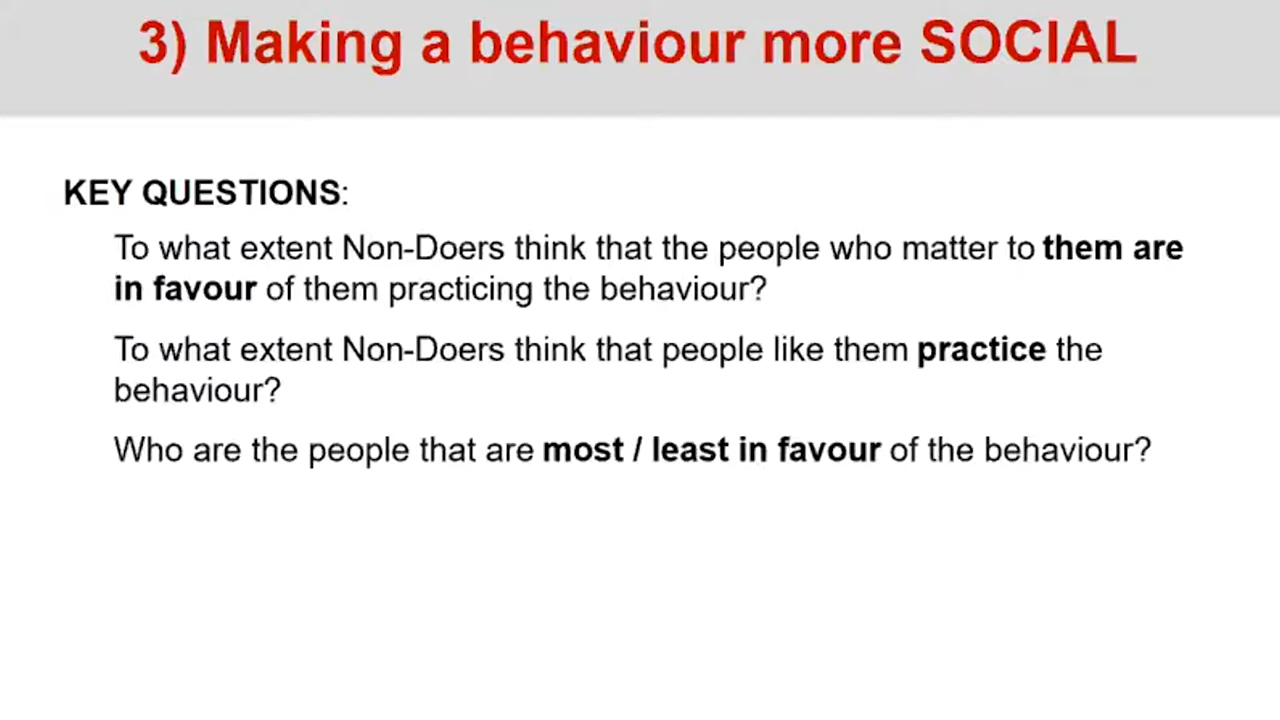 3) Making a behaviour more SOCIAL
KEY QUESTIONS:
To what extent Non-Doers think that the people who matter to them are
in favour of them practicing the behaviour?
To what extent Non-Doers think that people like them practice the
behaviour?
Who are the people that are most / least in favour of the behaviour?